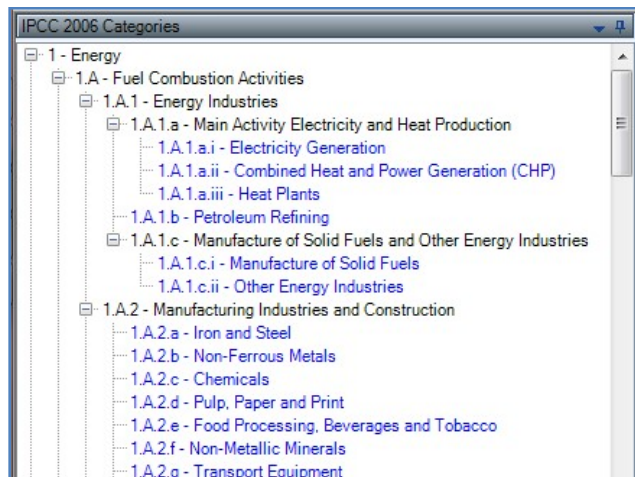 IPCC 2006 Categories
1 - Energy
1.A - Fuel Combustion Activities
1.A.1 - Energy Industries
1.A.1.a - Main Activity Electricity and Heat Production
1.A.1.a.i - Electricity Generation
1.A.1.a.ii - Combined Heat and Power Generation (CHP)
1.A.1.a.iii - Heat Plants
1.A.1.b - Petroleum Refining
1.A.1.c - Manufacture of Solid Fuels and Other Energy Industries
1.A.1.c.i - Manufacture of Solid Fuels
1.A.1.c.ii - Other Energy Industries
1.A.2 - Manufacturing Industries and Construction
1.A.2.a - Iron and Steel
1.A.2.b - Non-Ferrous Metals
1.A.2.c - Chemicals
1.A.2.d - Pulp, Paper and Print
1.A.2.e - Food Processing, Beverages and Tobacco
1.A.2.f - Non-Metallic Minerals
1.A.2.g - Transport Equipment